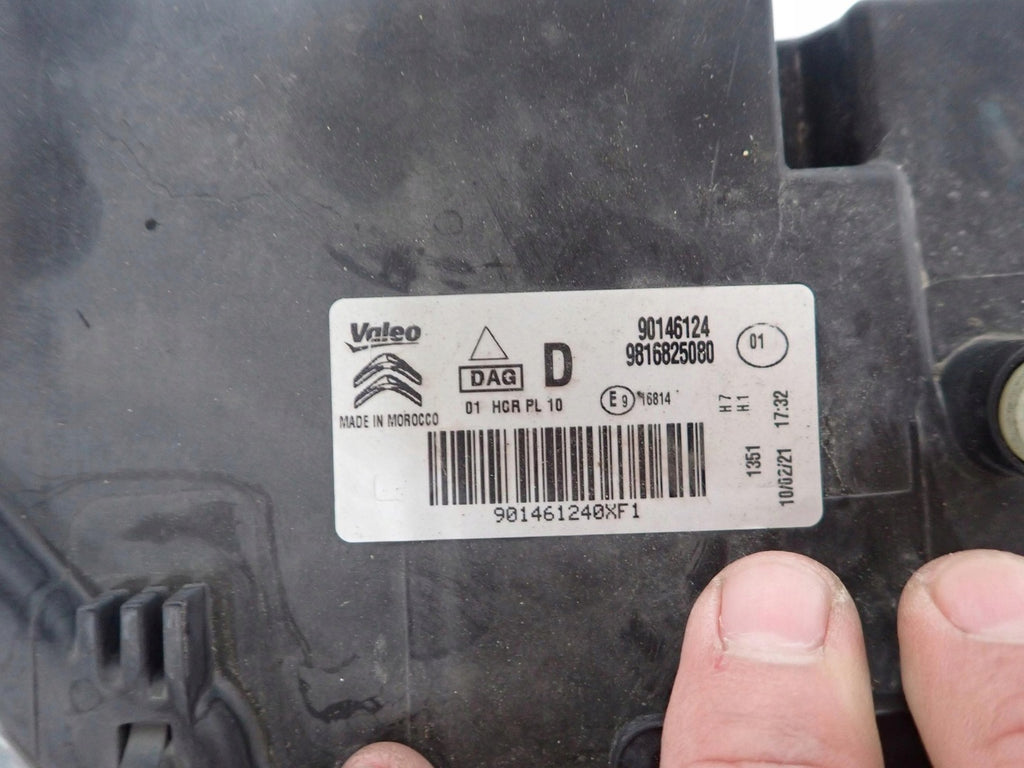 Valeo
MADE IN MOROCCO
DAG
D
01 HCR PL 10
90146124
9816825080
01
E 9 16814
H7
H1
1351
10/02/21 17:32
901461240XF1